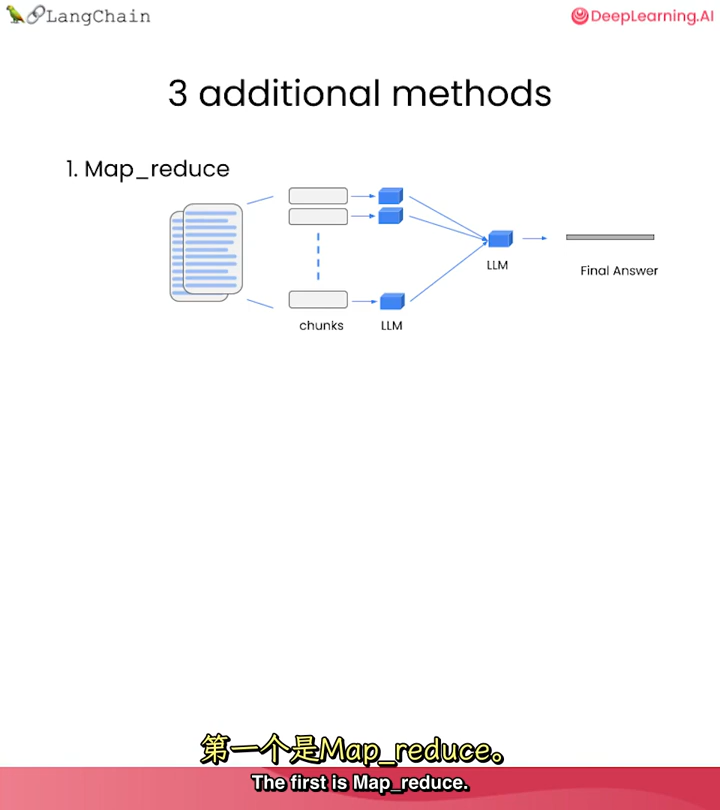 LangChain
DeepLearning.AI
3 additional methods
1. Map_reduce
LLM
Final Answer
chunks
LLM
第一个是Map_reduce。
The first is Map_reduce.